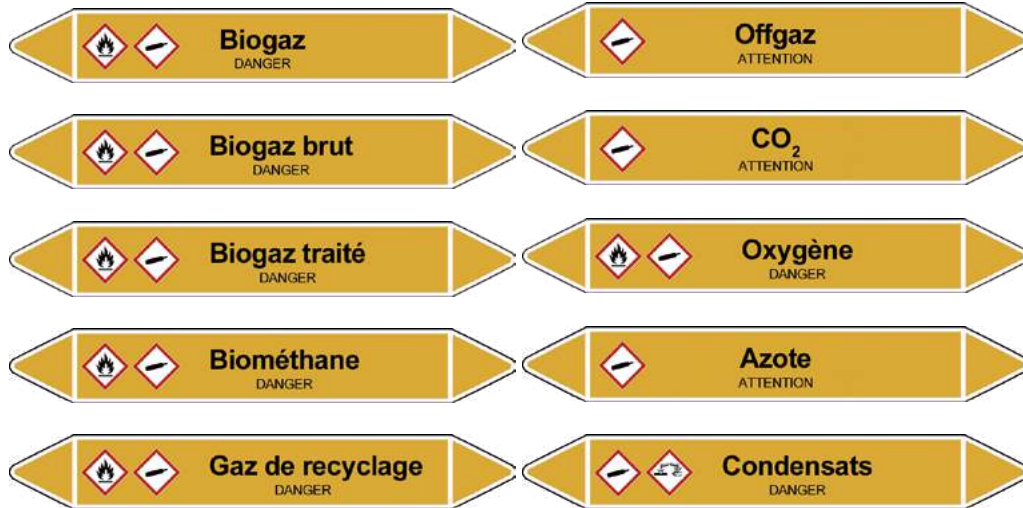 Biogaz
DANGER
Biogaz brut
DANGER
Biogaz traité
DANGER
Biométhane
DANGER
Gaz de recyclage
DANGER
Offgaz
ATTENTION
CO₂
ATTENTION
Oxygène
DANGER
Azote
ATTENTION
Condensats
DANGER